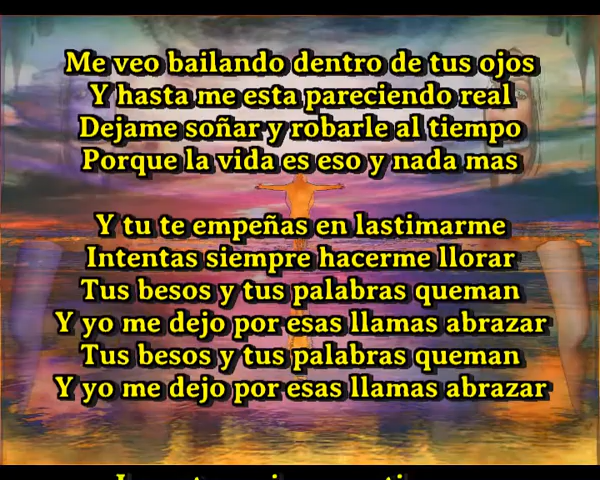 Me veo bailando dentro de tus ojos
Y hasta me esta pareciendo real
Dejame soñar y robarle al tiempo
Porque la vida es eso y nada mas
Y tu te empeñas en lastimarme
Intentas siempre hacerme llorar
Tus besos y tus palabras queman
Y yo me dejo por esas llamas abrazar
Tus besos y tus palabras queman
Y yo me dejo por esas llamas abrazar